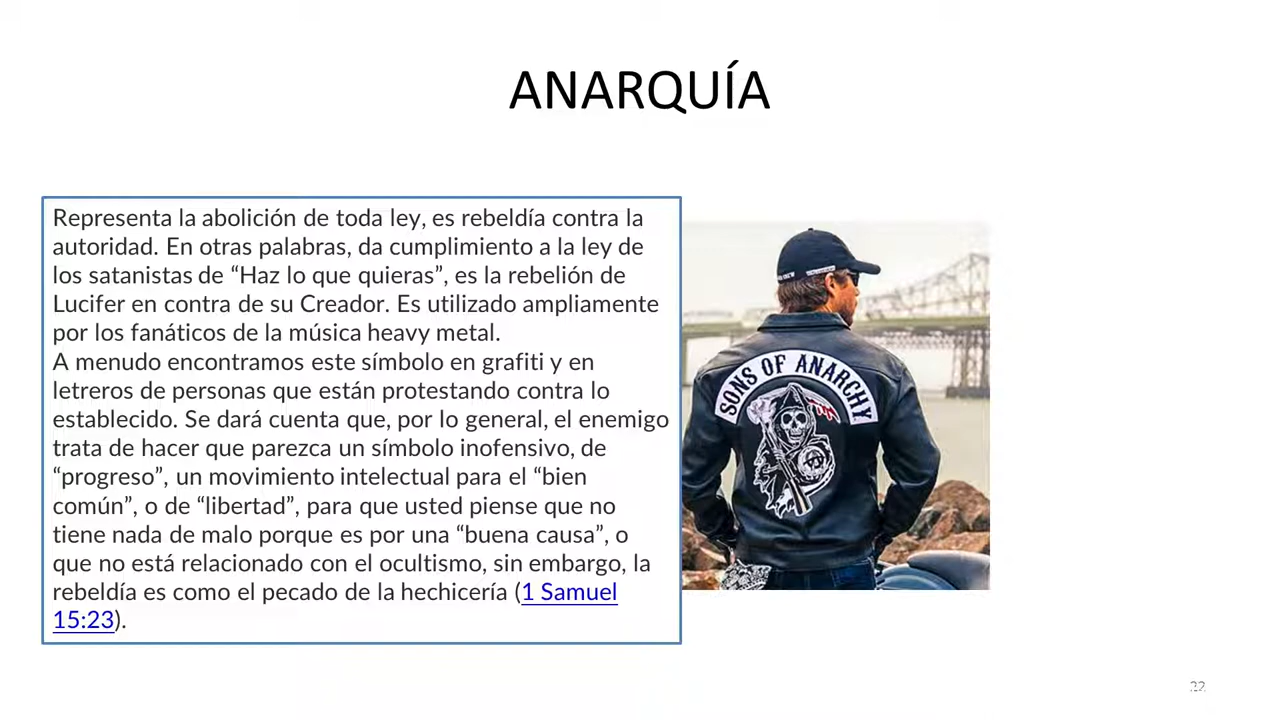 ANARQUÍA
Representa la abolición de toda ley, es rebeldía contra la
autoridad. En otras palabras, da cumplimiento a la ley de
los satanistas de “Haz lo que quieras”, es la rebelión de
Lucifer en contra de su Creador. Es utilizado ampliamente
por los fanáticos de la música heavy metal.
A menudo encontramos este símbolo en grafiti y en
letreros de personas que están protestando contra lo
establecido. Se dará cuenta que, por lo general, el enemigo
trata de hacer que parezca un símbolo inofensivo, de
“progreso”, un movimiento intelectual para el “bien
común”, o de “libertad”, para que usted piense que no
tiene nada de malo porque es por una “buena causa”, o
que no está relacionado con el ocultismo, sin embargo, la
rebeldía es como el pecado de la hechicería (1 Samuel
15:23).
SONS OF ANARCHY